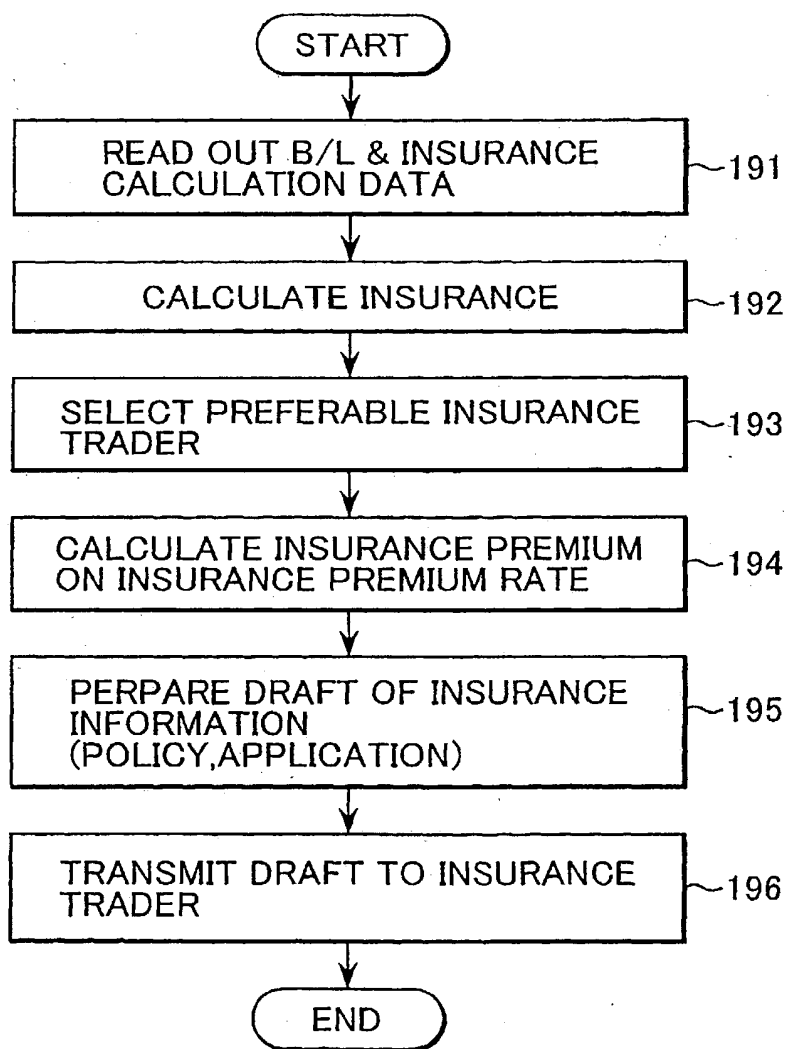 START
READ OUT B/L & INSURANCE
CALCULATION DATA
191
CALCULATE INSURANCE
192
SELECT PREFERABLE INSURANCE
TRADER
193
CALCULATE INSURANCE PREMIUM
ON INSURANCE PREMIUM RATE
194
PERPARE DRAFT OF INSURANCE
INFORMATION
(POLICY,APPLICATION)
195
TRANSMIT DRAFT TO INSURANCE
TRADER
196
END